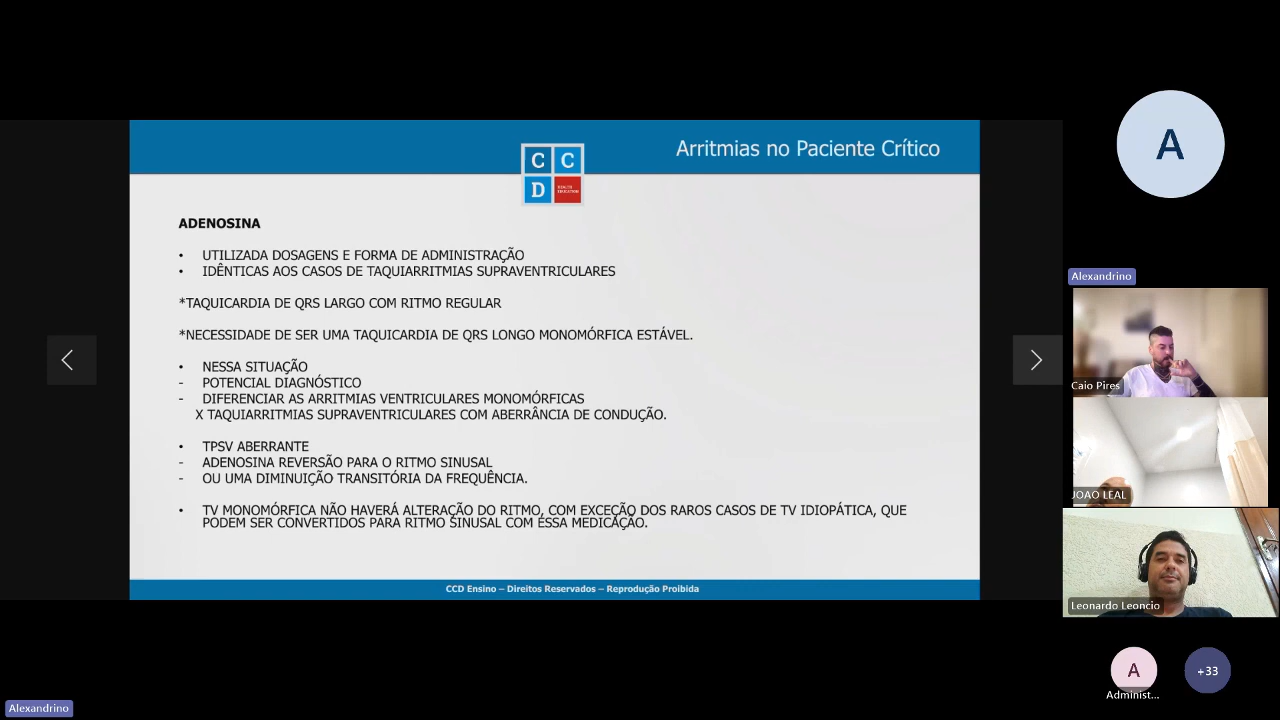 Arritmias no Paciente Crítico
C C
D HEALTH
EDUCATION
ADENOSINA
• UTILIZADA DOSAGENS E FORMA DE ADMINISTRAÇÃO
• IDÊNTICAS AOS CASOS DE TAQUIARRITMIAS SUPRAVENTRICULARES
*TAQUICARDIA DE QRS LARGO COM RITMO REGULAR
*NECESSIDADE DE SER UMA TAQUICARDIA DE QRS LONGO MONOMÓRFICA ESTÁVEL.
• NESSA SITUAÇÃO
- POTENCIAL DIAGNÓSTICO
- DIFERENCIAR AS ARRITMIAS VENTRICULARES MONOMÓRFICAS
X TAQUIARRITMIAS SUPRAVENTRICULARES COM ABERRÂNCIA DE CONDUÇÃO.
• TPSV ABERRANTE
- ADENOSINA REVERSÃO PARA O RITMO SINUSAL
- OU UMA DIMINUIÇÃO TRANSITÓRIA DA FREQUÊNCIA.
• TV MONOMÓRFICA NÃO HAVERÁ ALTERAÇÃO DO RITMO, COM EXCEÇÃO DOS RAROS CASOS DE TV IDIOPÁTICA, QUE
PODEM SER CONVERTIDOS PARA RITMO SINUSAL COM ESSA MEDICAÇÃO.
CCD Ensino – Direitos Reservados – Reprodução Proibida
A
Alexandrino
Caio Pires
JOAO LEAL
Leonardo Leoncio
A
Administ...
+33
Alexandrino